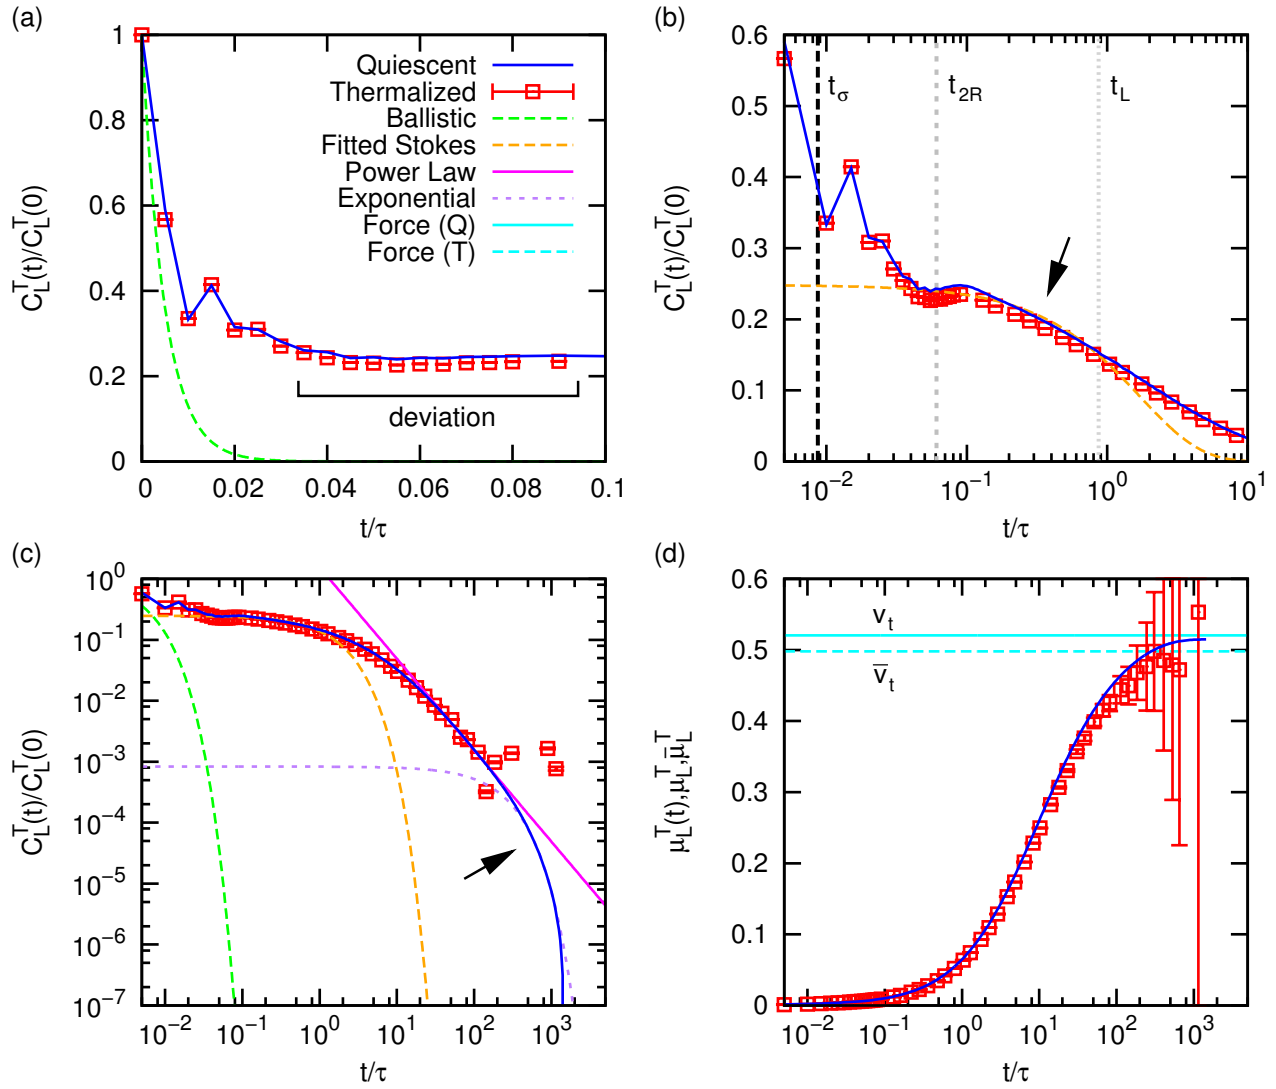 (a)
1
0.8
0.6
0.4
0.2
0
C_L^T(t)/C_L^T(0)
Quiescent
Thermalized
Ballistic
Fitted Stokes
Power Law
Exponential
Force (Q)
Force (T)
deviation
0 0.02 0.04 0.06 0.08 0.1
t/τ
(b)
0.6
0.5
0.4
0.3
0.2
0.1
0
C_L^T(t)/C_L^T(0)
t_σ t_2R t_L
10^−2 10^−1 10^0 10^1
t/τ
(c)
10^0
10^−1
10^−2
10^−3
10^−4
10^−5
10^−6
10^−7
C_L^T(t)/C_L^T(0)
10^−2 10^−1 10^0 10^1 10^2 10^3
t/τ
(d)
0.6
0.5
0.4
0.3
0.2
0.1
0
μ_L^T(t),μ_L^T,μ̄_L^T
v_t
v̄_t
10^−2 10^−1 10^0 10^1 10^2 10^3
t/τ